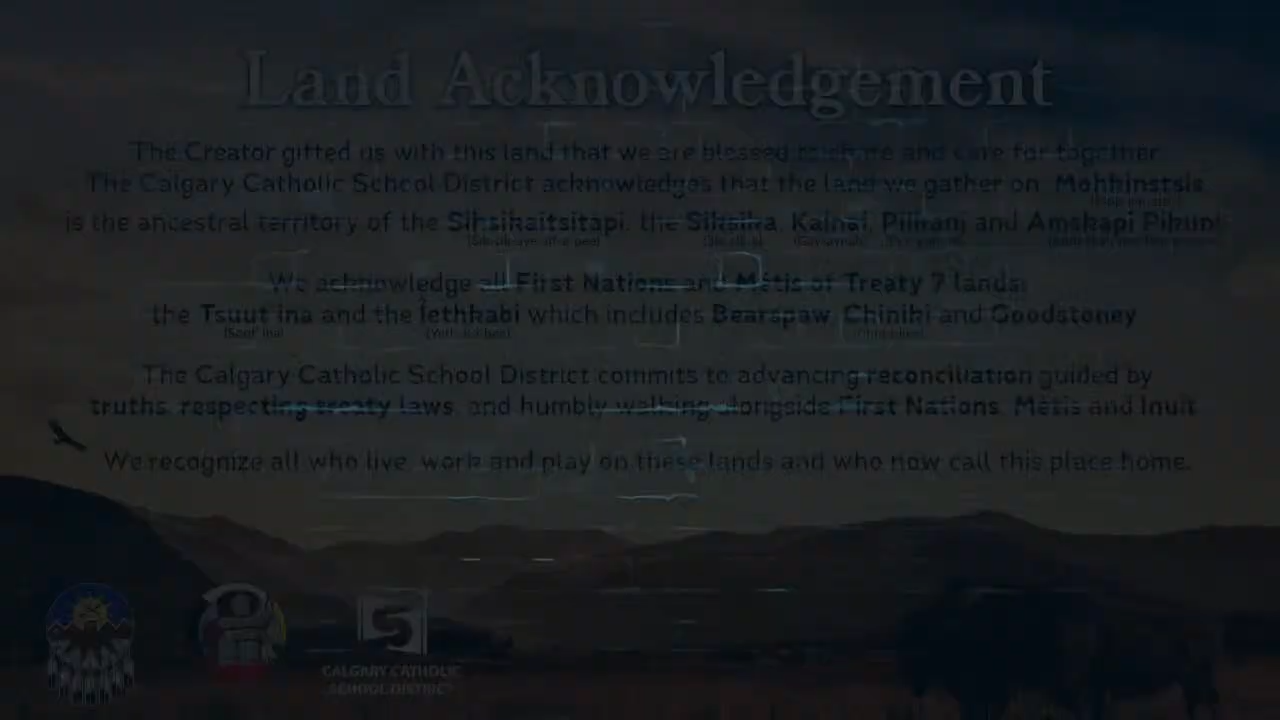 Land Acknowledgement
The Creator gifted us with this land that we are blessed to share and care for together.
The Calgary Catholic School District acknowledges that the land we gather on, Mohkinstsis
is the ancestral territory of the Siksikaitsitapi: the Siksika, Kainai, Piikani and Amskapi Pikuni.
We acknowledge all First Nations and Métis of Treaty 7 lands:
the Tsuut'ina and the Îethkabi which includes Bearspaw, Chiniki and Goodstoney
The Calgary Catholic School District commits to advancing reconciliation guided by
truths, respecting treaty laws, and humbly walking alongside First Nations, Métis and Inuit.
We recognize all who live, work and play on these lands and who now call this place home.
CALGARY CATHOLIC
SCHOOL DISTRICT